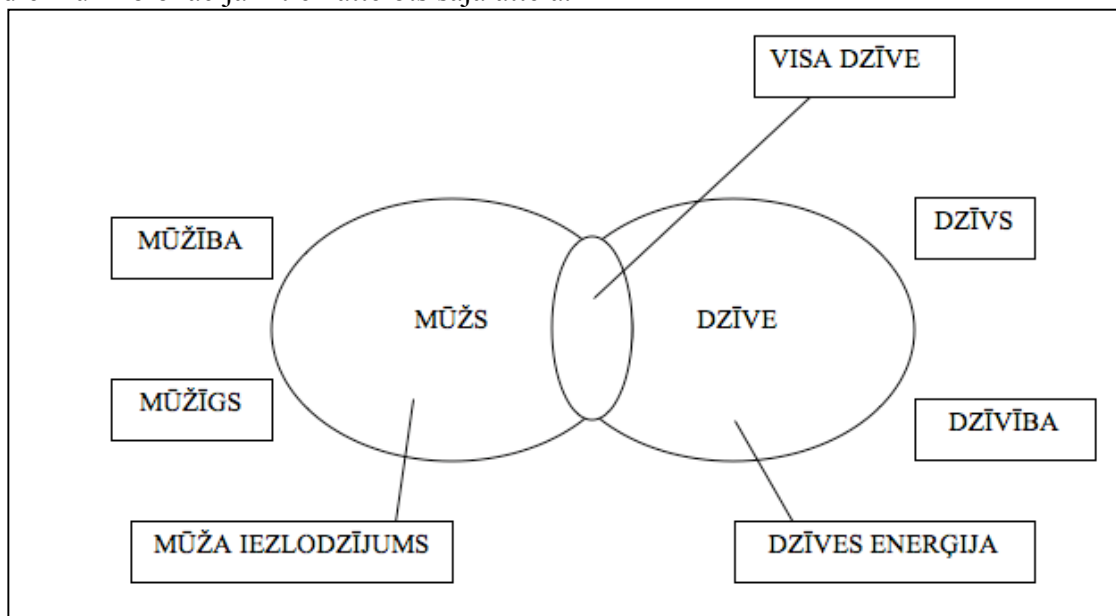 VISA DZĪVE
MŪŽĪBA
DZĪVS
MŪŽS
DZĪVE
MŪŽĪGS
DZĪVĪBA
MŪŽA IEZLODZĪJUMS
DZĪVES ENERĢIJA